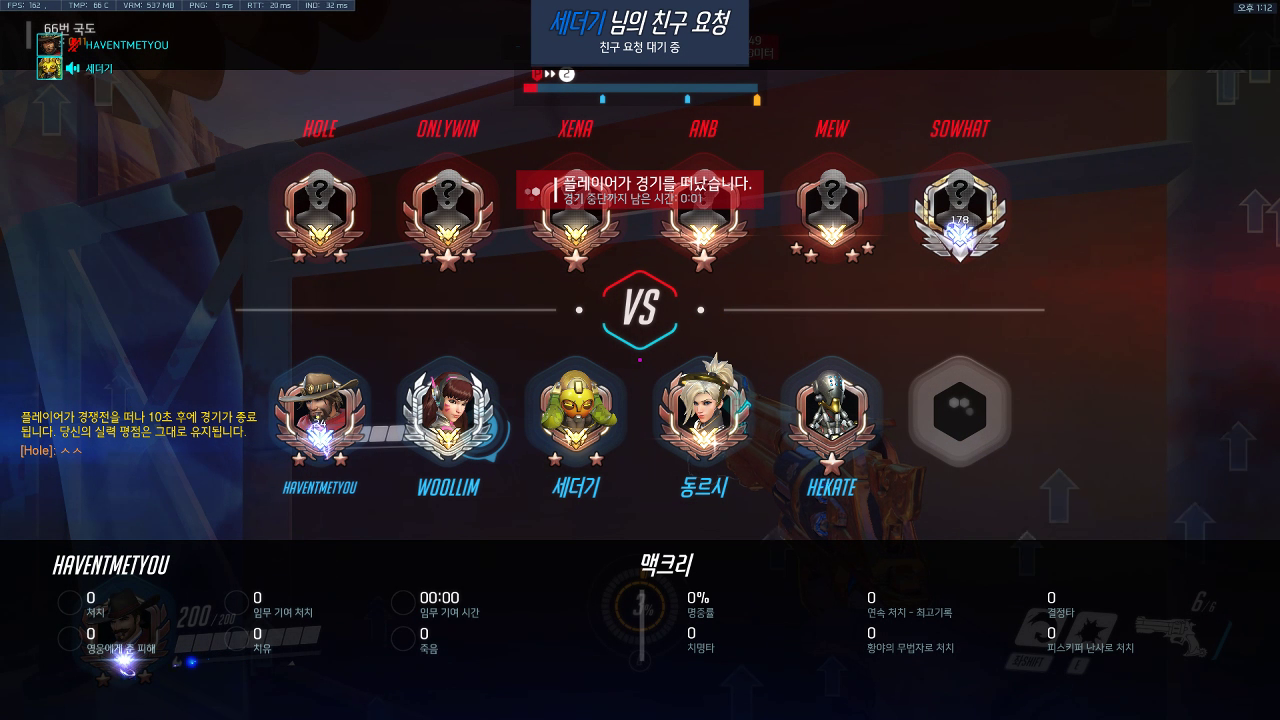 FPS: 162 , TMP: 66 C VRM: 537 MB PNG: 5 ms RTT: 20 ms IND: 32 ms
오후 1:12
세더기 님의 친구 요청
친구 요청 대기 중
66번 국도
HAVENTMETYOU
세더기
2
HOLE ONLYWIN XENA ANB MEW SOWHAT
플레이어가 경기를 떠났습니다.
경기 중단까지 남은 시간: 0:01
178
VS
플레이어가 경쟁전을 떠나 10초 후에 경기가 종료
됩니다. 당신의 실력 평점은 그대로 유지됩니다.
[Hole]: ㅅㅅ
24
HAVENTMETYOU WOOLLIM 세더기 동르시 HEKATE
HAVENTMETYOU 맥크리
0 처치
0 임무 기여 처치
00:00 임무 기여 시간
0% 명중률
0 연속 처치 - 최고기록
0 결정타
0 영웅에게 준 피해
0 치유
0 죽음
0 치명타
0 황야의 무법자로 처치
0 피스키퍼 난사로 처치
200/200
3%
6/6
좌SHIFT